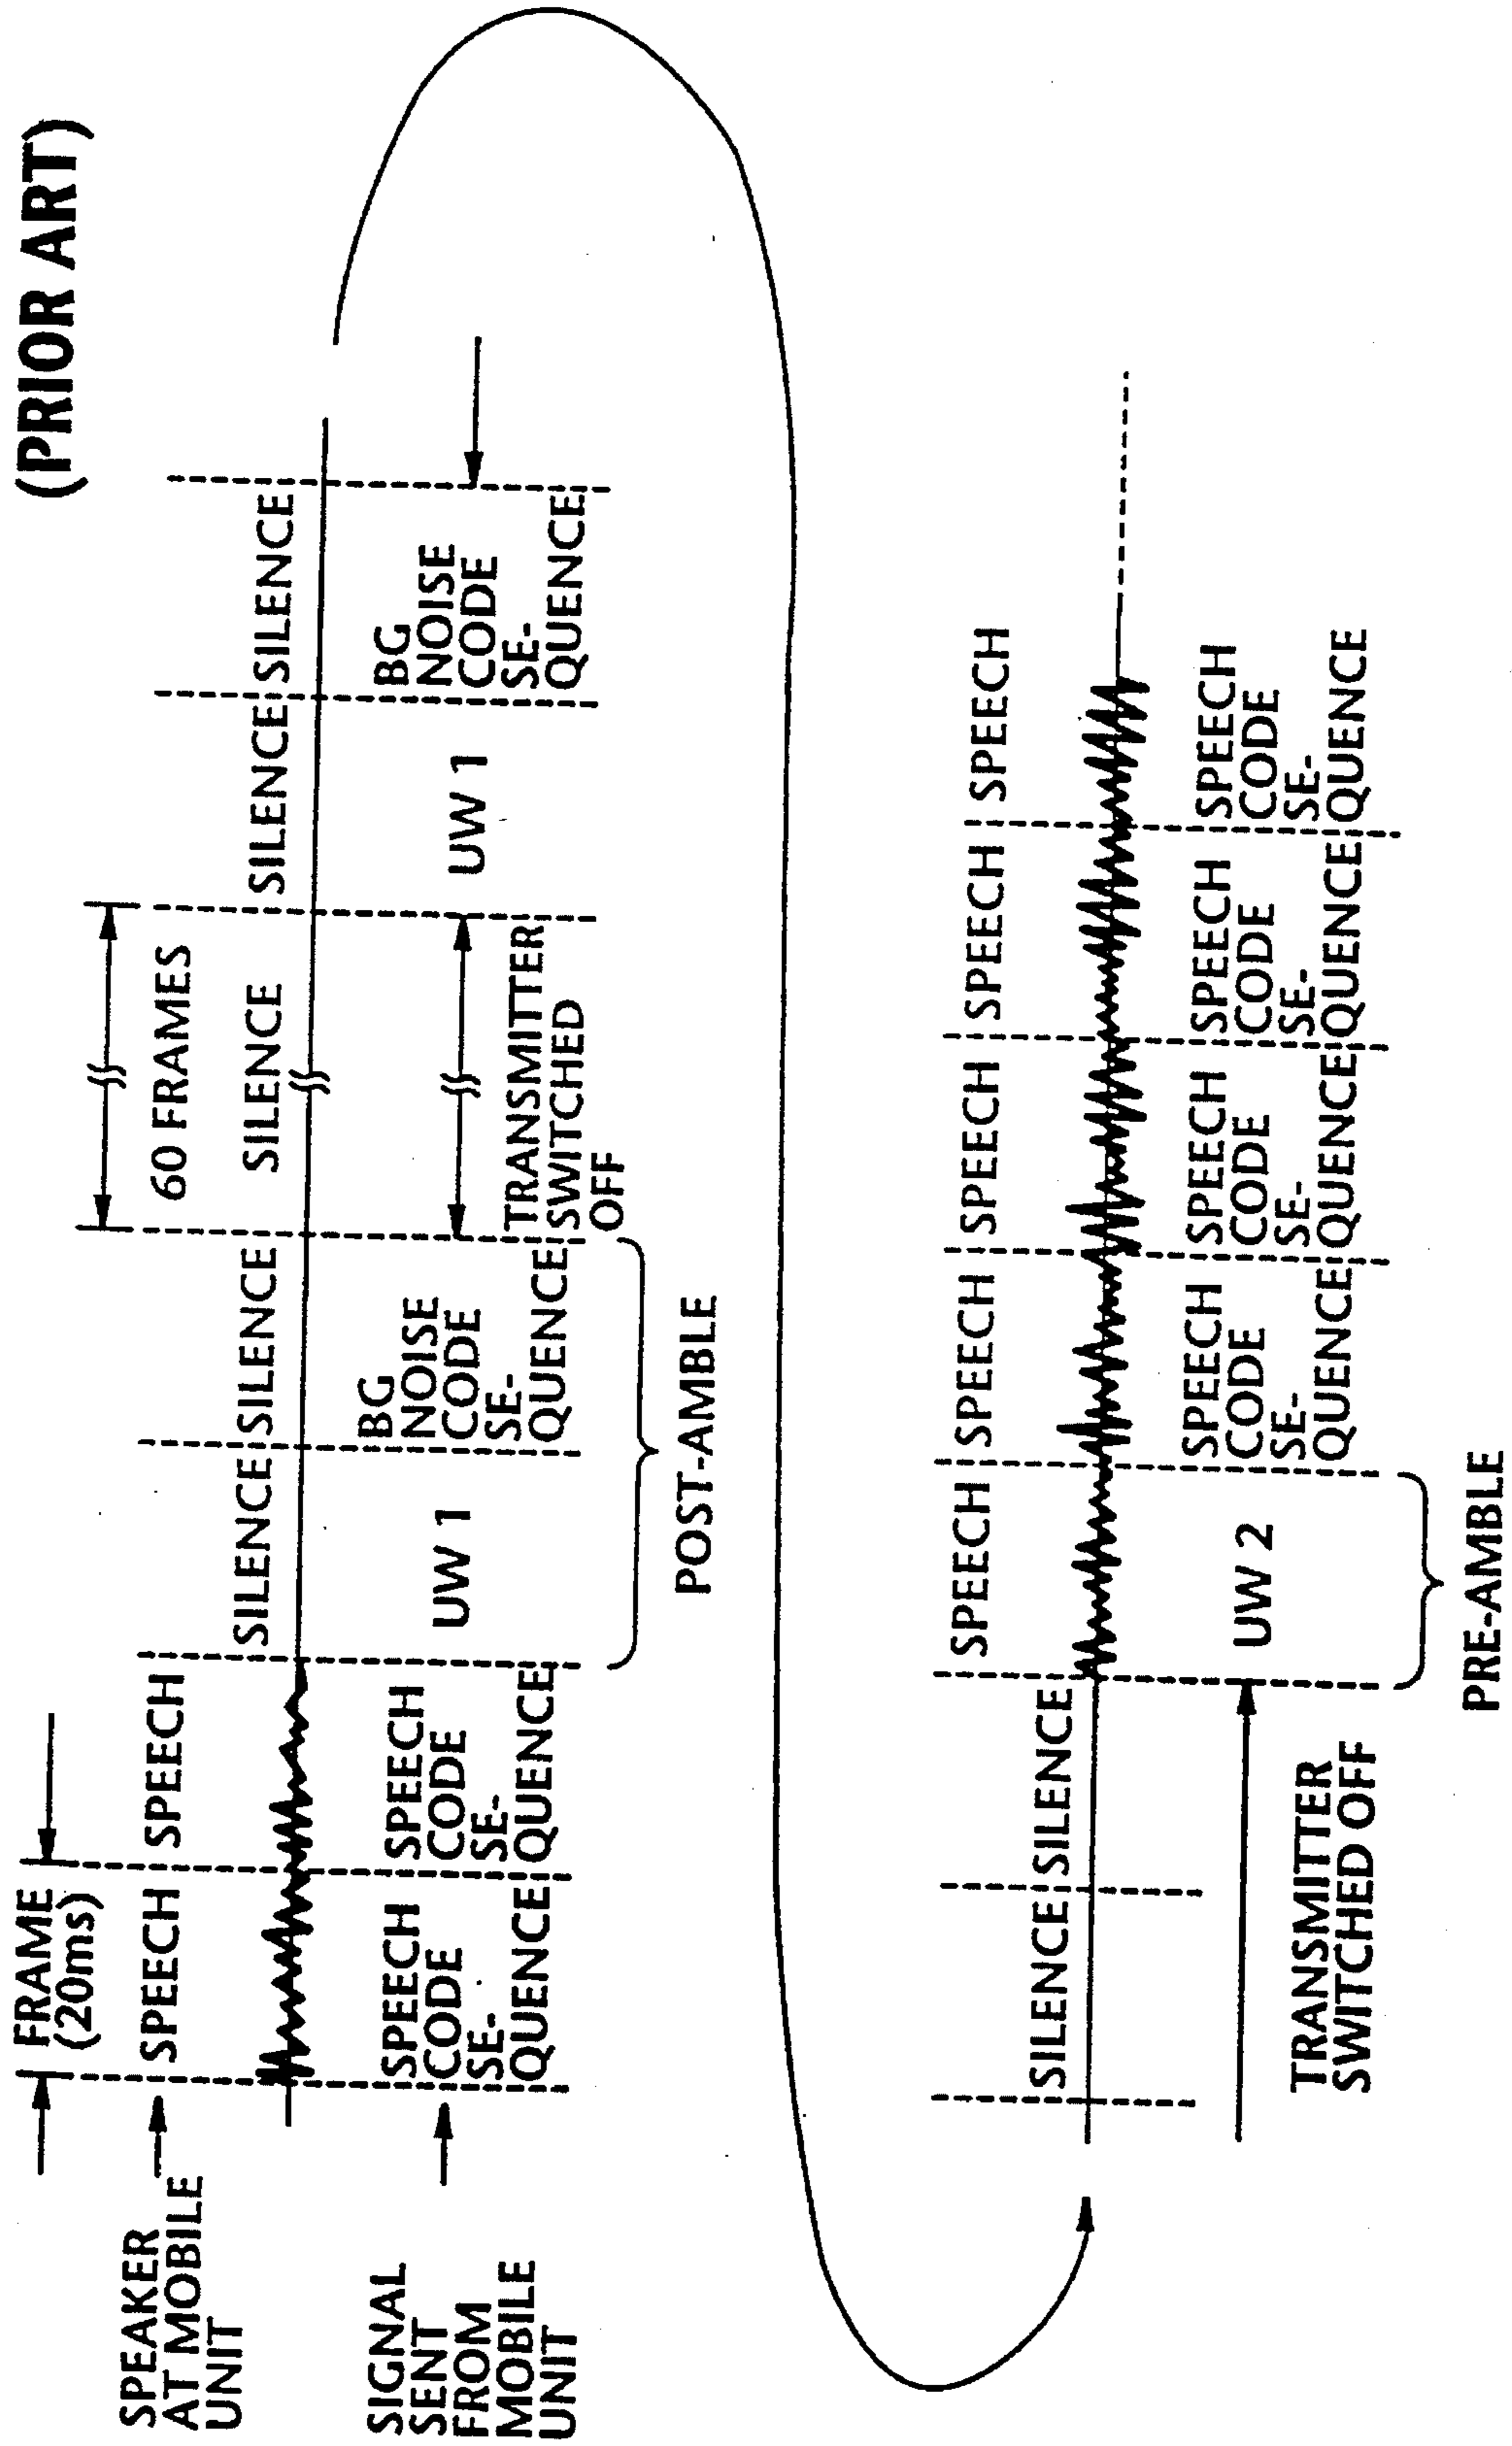 (PRIOR ART)
FRAME
(20ms)
60 FRAMES
SPEAKER
AT MOBILE
UNIT
SPEECH
SPEECH
SILENCE
SILENCE
SILENCE
SILENCE
SILENCE
SIGNAL
SENT
FROM
MOBILE
UNIT
SPEECH
CODE
SE-
QUENCE
SPEECH
CODE
SE-
QUENCE
UW 1
BG
NOISE
CODE
SE-
QUENCE
TRANSMITTER
SWITCHED
OFF
UW 1
BG
NOISE
CODE
SE-
QUENCE
POST-AMBLE
SILENCE
SILENCE
SPEECH
SPEECH
SPEECH
SPEECH
SPEECH
TRANSMITTER
SWITCHED OFF
UW 2
SPEECH
CODE
SE-
QUENCE
SPEECH
CODE
SE-
QUENCE
SPEECH
CODE
SE-
QUENCE
SPEECH
CODE
SE-
QUENCE
PRE-AMBLE